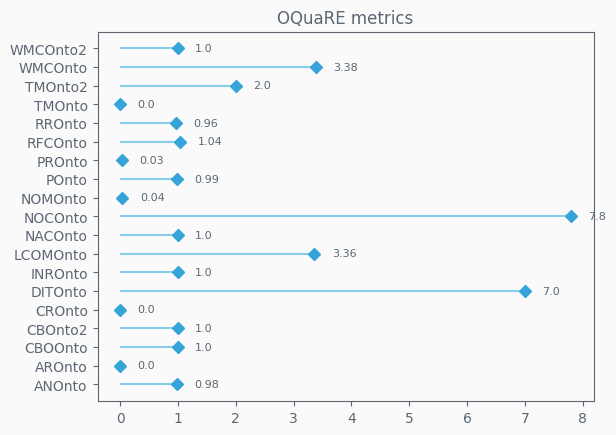 OQuaRE metrics
WMCOnto2 1.0
WMCOnto 3.38
TMOnto2 2.0
TMOnto 0.0
RROnto 0.96
RFCOnto 1.04
PROnto 0.03
POnto 0.99
NOMOnto 0.04
NOCOnto 7.8
NACOnto 1.0
LCOMOnto 3.36
INROnto 1.0
DITOnto 7.0
CROnto 0.0
CBOnto2 1.0
CBOOnto 1.0
AROnto 0.0
ANOnto 0.98
0 1 2 3 4 5 6 7 8